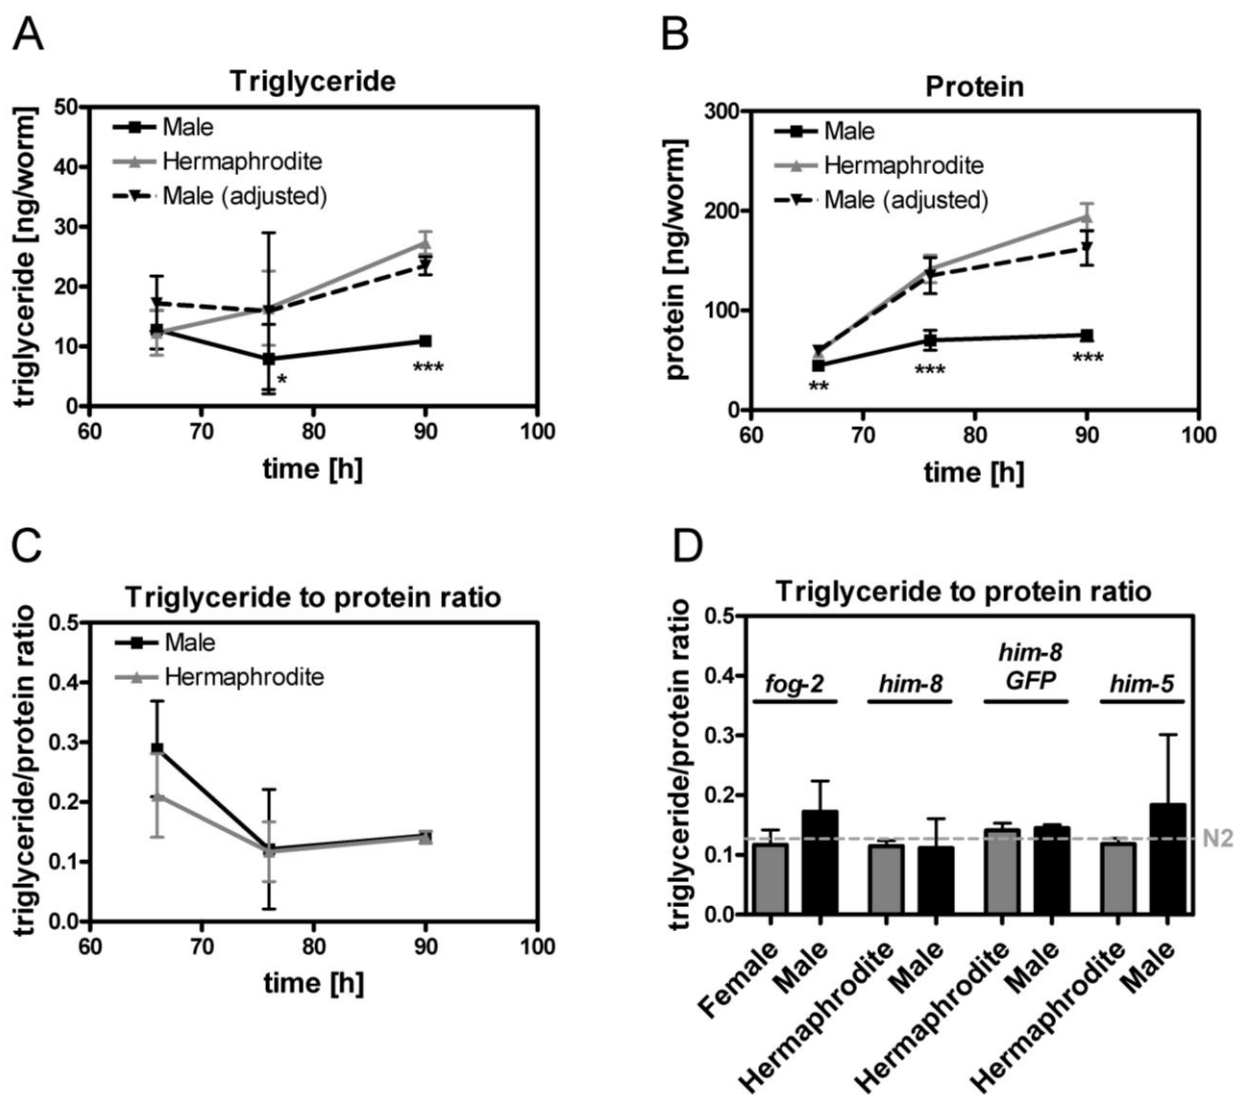 A
Triglyceride
triglyceride [ng/worm]
50
40
30
20
10
0
Male
Hermaphrodite
Male (adjusted)
*
***
60
70
80
90
100
time [h]
B
Protein
protein [ng/worm]
300
200
100
0
Male
Hermaphrodite
Male (adjusted)
**
***
***
60
70
80
90
100
time [h]
C
Triglyceride to protein ratio
triglyceride/protein ratio
0.5
0.4
0.3
0.2
0.1
0.0
Male
Hermaphrodite
60
70
80
90
100
time [h]
D
Triglyceride to protein ratio
triglyceride/protein ratio
0.5
0.4
0.3
0.2
0.1
0.0
fog-2
him-8
him-8
GFP
him-5
N2
Female
Male
Hermaphrodite
Male
Hermaphrodite
Male
Hermaphrodite
Male